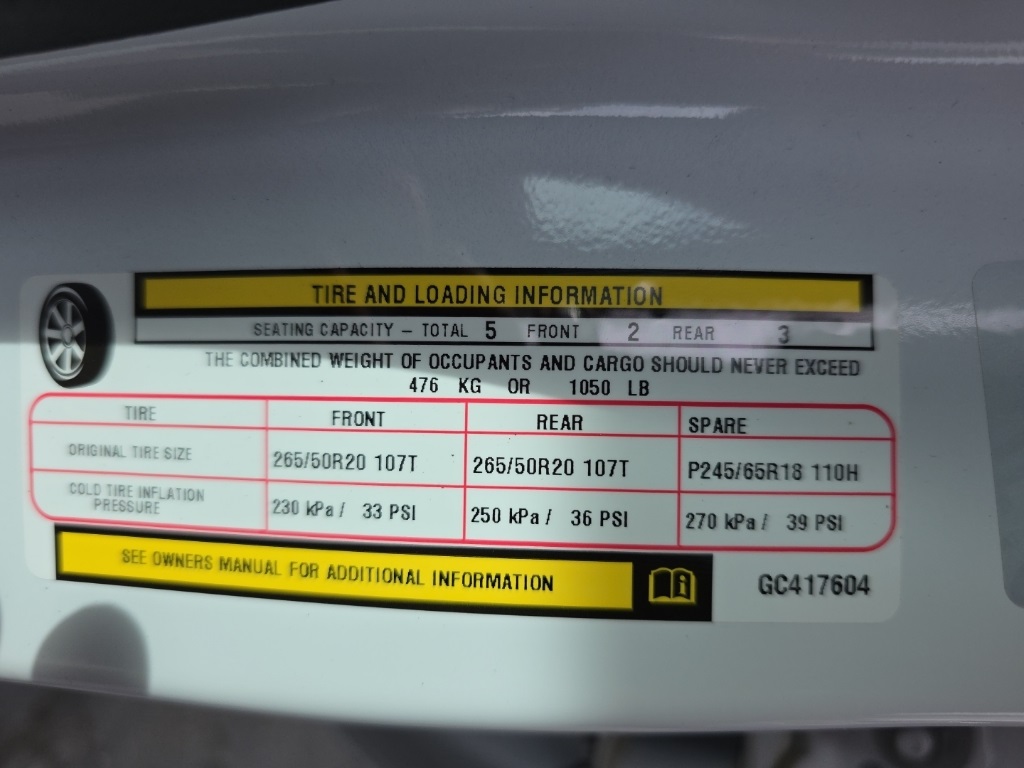 TIRE AND LOADING INFORMATION
SEATING CAPACITY – TOTAL 5 FRONT 2 REAR 3
THE COMBINED WEIGHT OF OCCUPANTS AND CARGO SHOULD NEVER EXCEED
476 KG OR 1050 LB
TIRE FRONT REAR SPARE
ORIGINAL TIRE SIZE 265/50R20 107T 265/50R20 107T P245/65R18 110H
COLD TIRE INFLATION
PRESSURE 230 kPa / 33 PSI 250 kPa / 36 PSI 270 kPa / 39 PSI
SEE OWNERS MANUAL FOR ADDITIONAL INFORMATION
GC417604